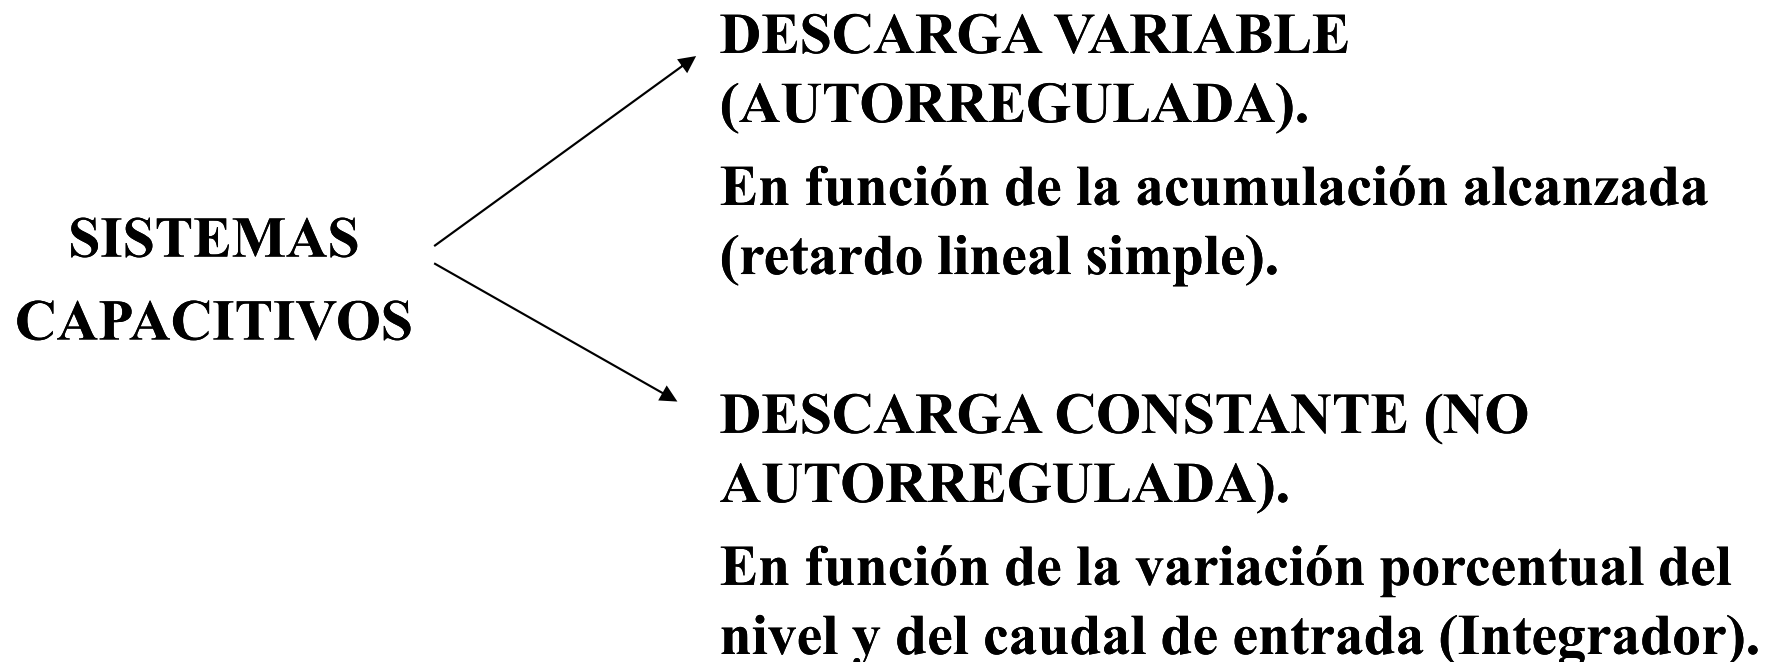 SISTEMAS
CAPACITIVOS
DESCARGA VARIABLE
(AUTORREGULADA).
En función de la acumulación alcanzada
(retardo lineal simple).
DESCARGA CONSTANTE (NO
AUTORREGULADA).
En función de la variación porcentual del
nivel y del caudal de entrada (Integrador).